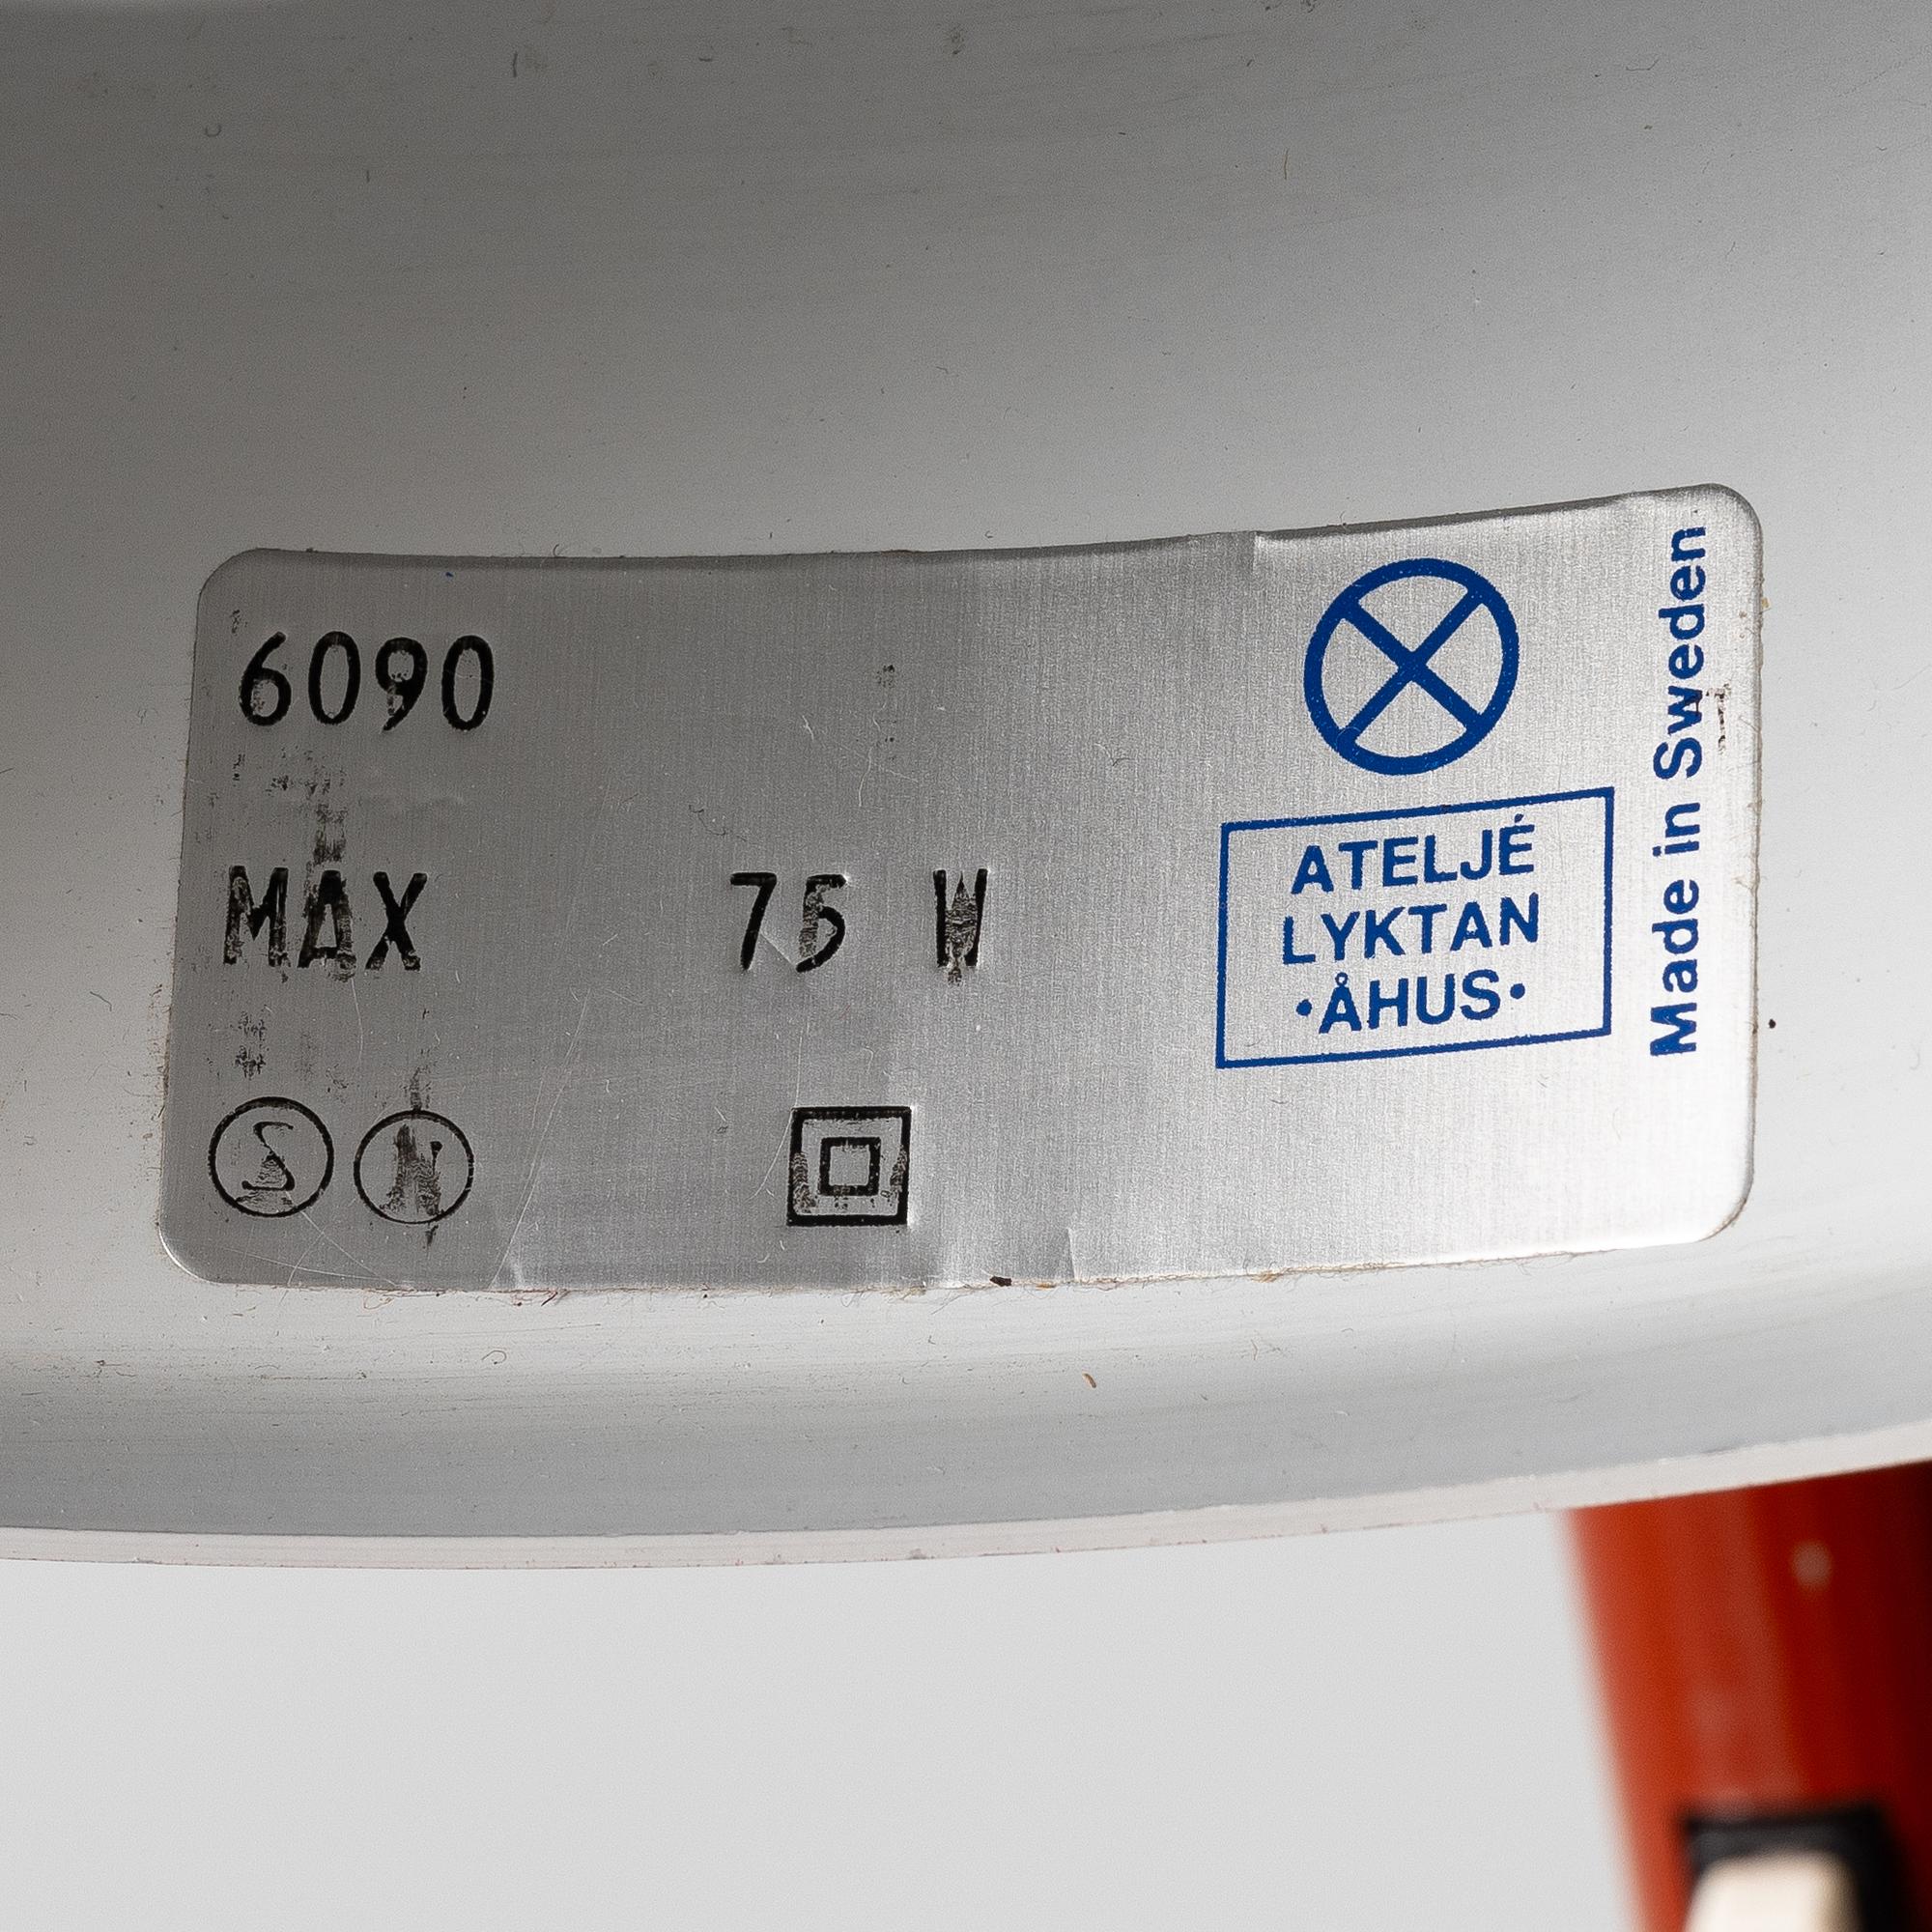 6090
MAX 75 W
S N
ATELJÉ
LYKTAN
·ÅHUS·
Made in Sweden